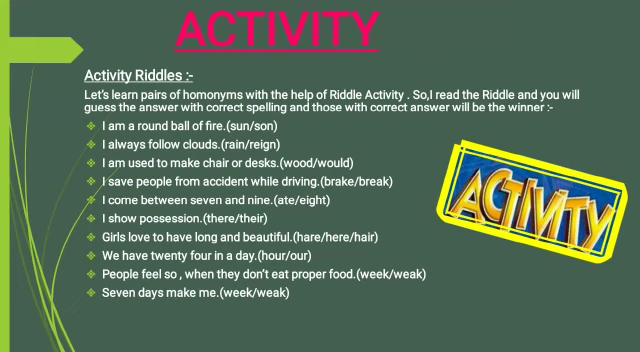 ACTIVITY
Activity Riddles :-
Let's learn pairs of homonyms with the help of Riddle Activity . So,I read the Riddle and you will
guess the answer with correct spelling and those with correct answer will be the winner :-
I am a round ball of fire.(sun/son)
I always follow clouds.(rain/reign)
I am used to make chair or desks.(wood/would)
I save people from accident while driving.(brake/break)
I come between seven and nine.(ate/eight)
I show possession.(there/their)
Girls love to have long and beautiful.(hare/here/hair)
We have twenty four in a day.(hour/our)
People feel so , when they don't eat proper food.(week/weak)
Seven days make me.(week/weak)
ACTIVITY